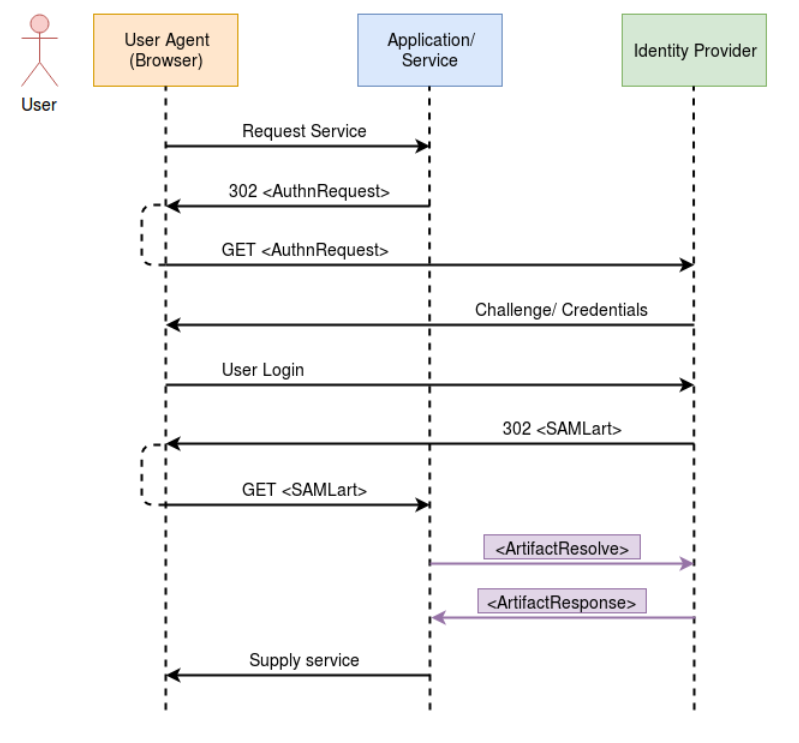 User Agent
(Browser)
Application/
Service
Identity Provider
User
Request Service
302 <AuthnRequest>
GET <AuthnRequest>
Challenge/ Credentials
User Login
302 <SAMLart>
GET <SAMLart>
<ArtifactResolve>
<ArtifactResponse>
Supply service